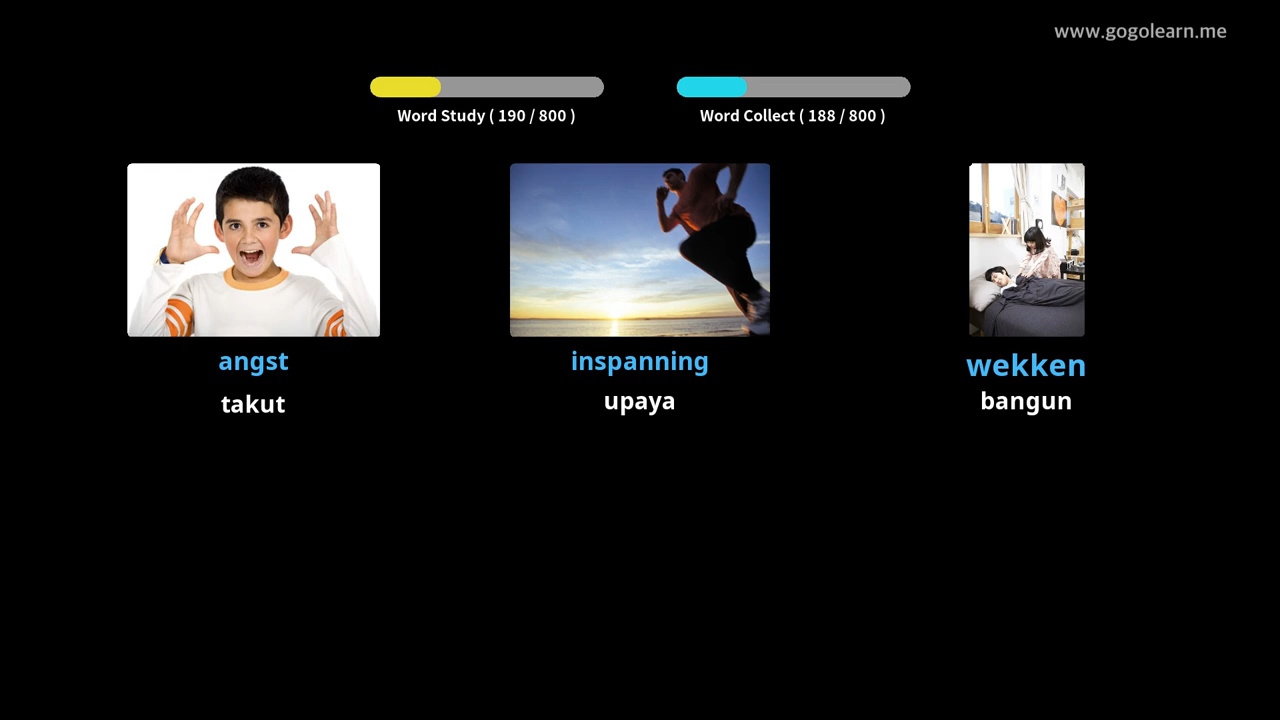 www.gogolearn.me
Word Study ( 190 / 800 )
Word Collect ( 188 / 800 )
angst
inspanning
wekken
takut
upaya
bangun